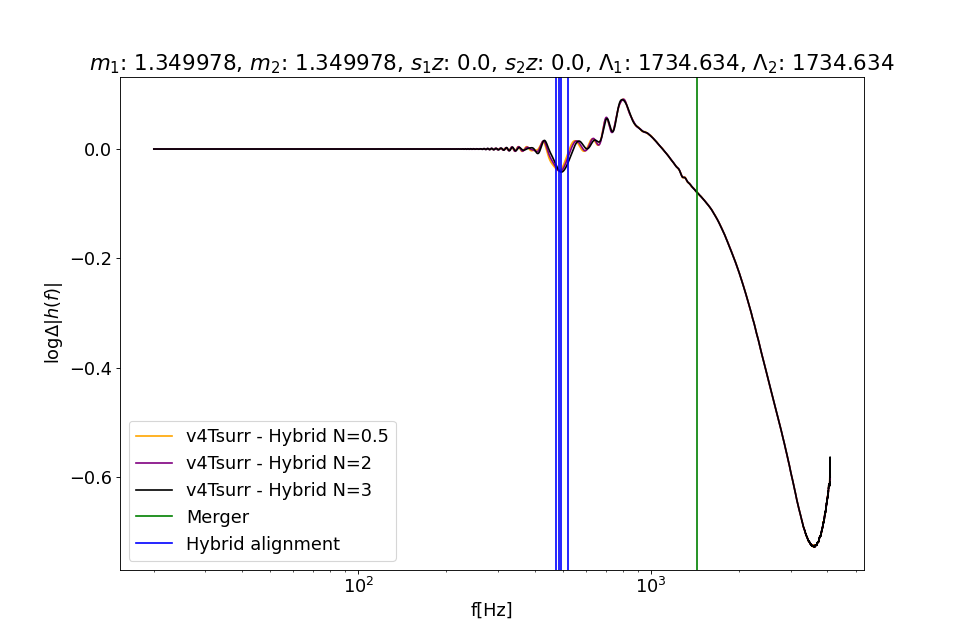 m₁: 1.349978, m₂: 1.349978, s₁z: 0.0, s₂z: 0.0, Λ₁: 1734.634, Λ₂: 1734.634
0.0
−0.2
−0.4
−0.6
logΔ|h(f)|
v4Tsurr - Hybrid N=0.5
v4Tsurr - Hybrid N=2
v4Tsurr - Hybrid N=3
Merger
Hybrid alignment
10² 10³
f[Hz]